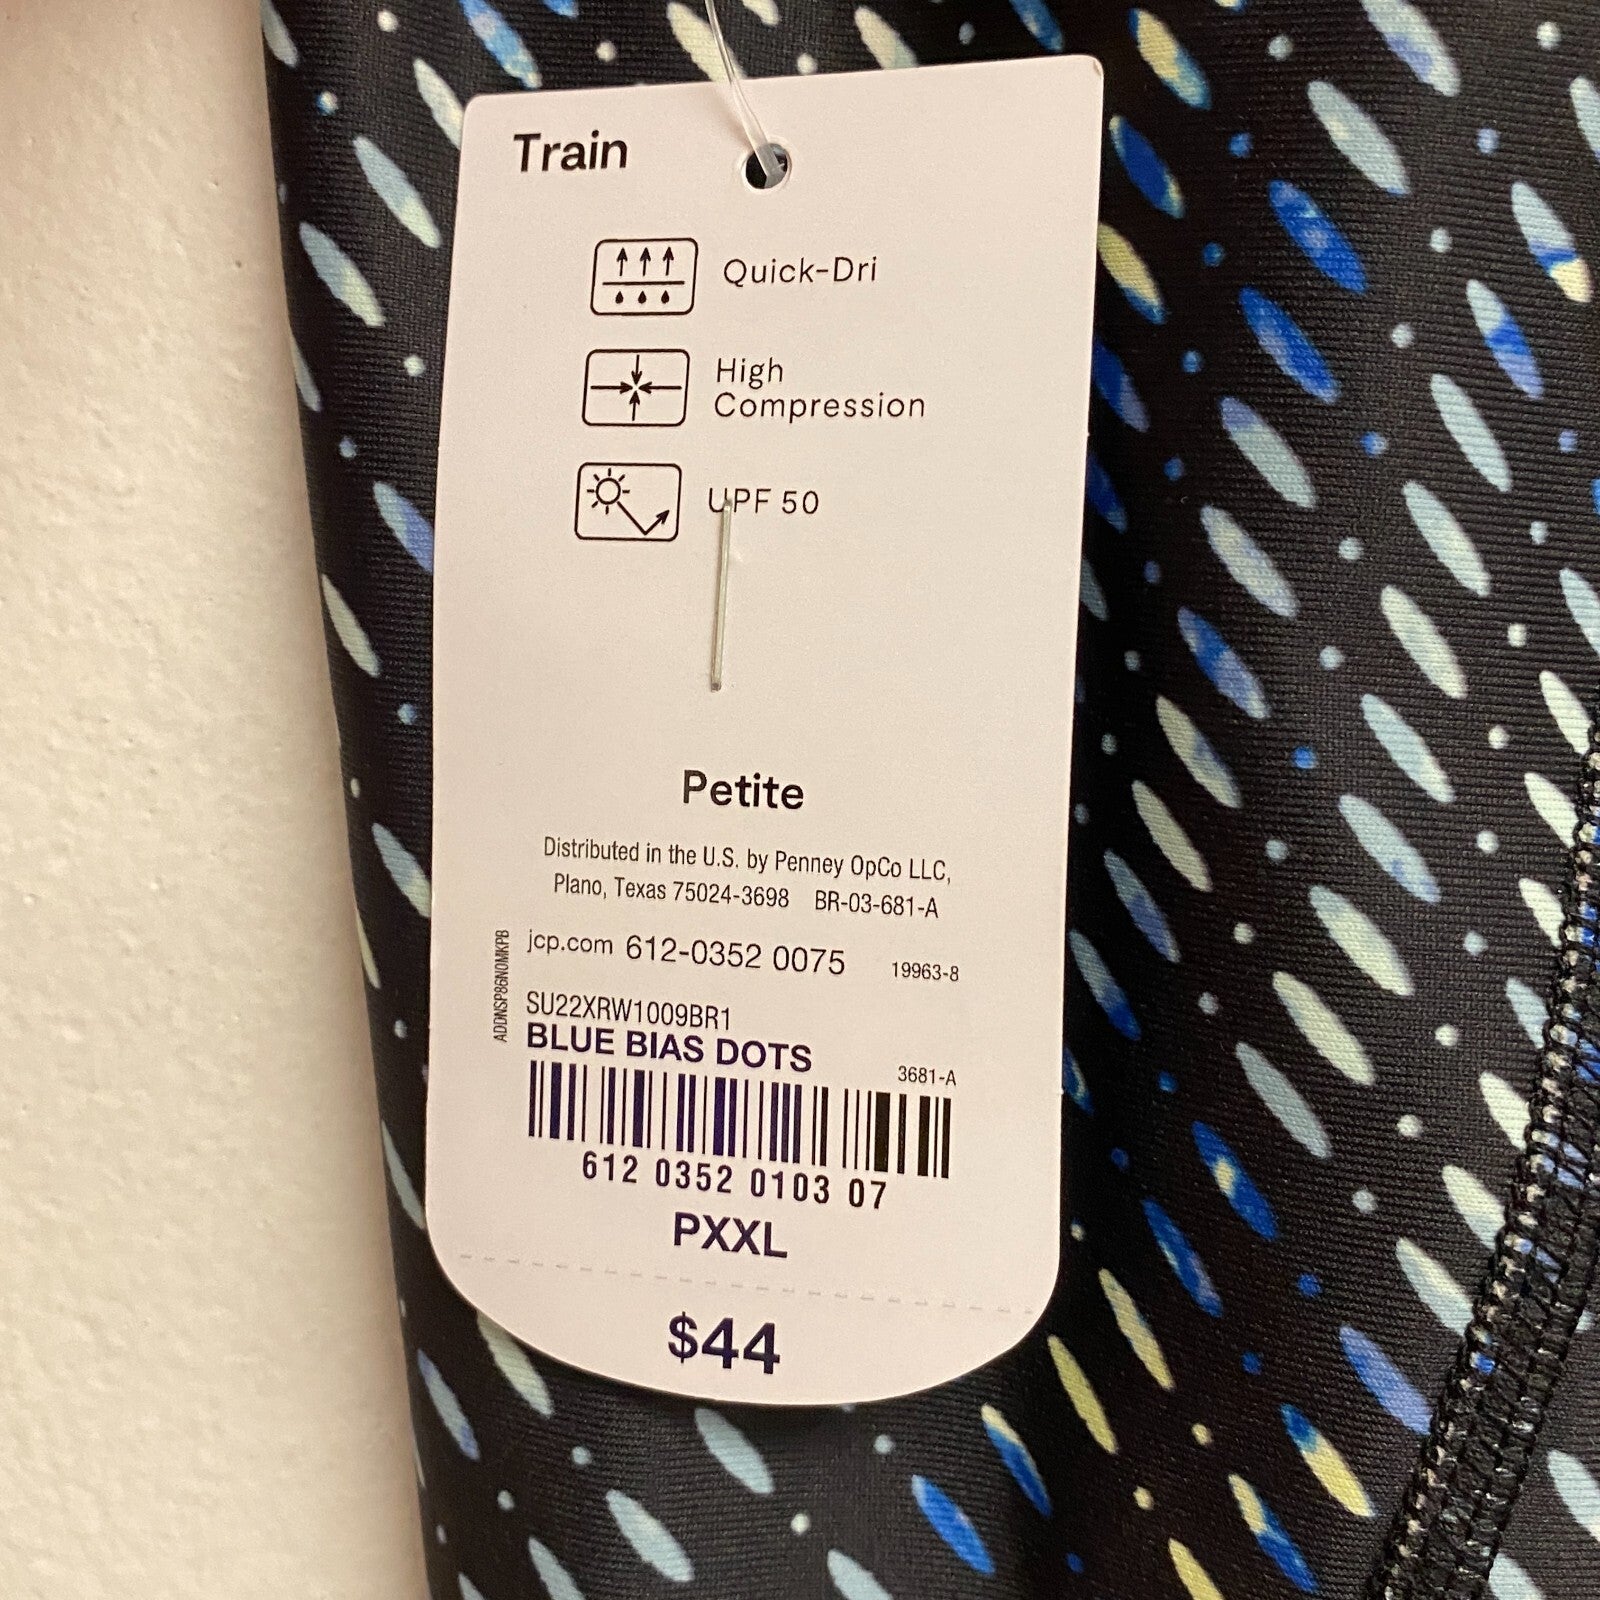 Train
Quick-Dri
High
Compression
UPF 50
Petite
Distributed in the U.S. by Penney OpCo LLC,
Plano, Texas 75024-3698 BR-03-681-A
jcp.com 612-0352 0075 19963-8
ADDNSP86N0MKPB
SU22XRW1009BR1
BLUE BIAS DOTS
3681-A
612 0352 0103 07
PXXL
$44